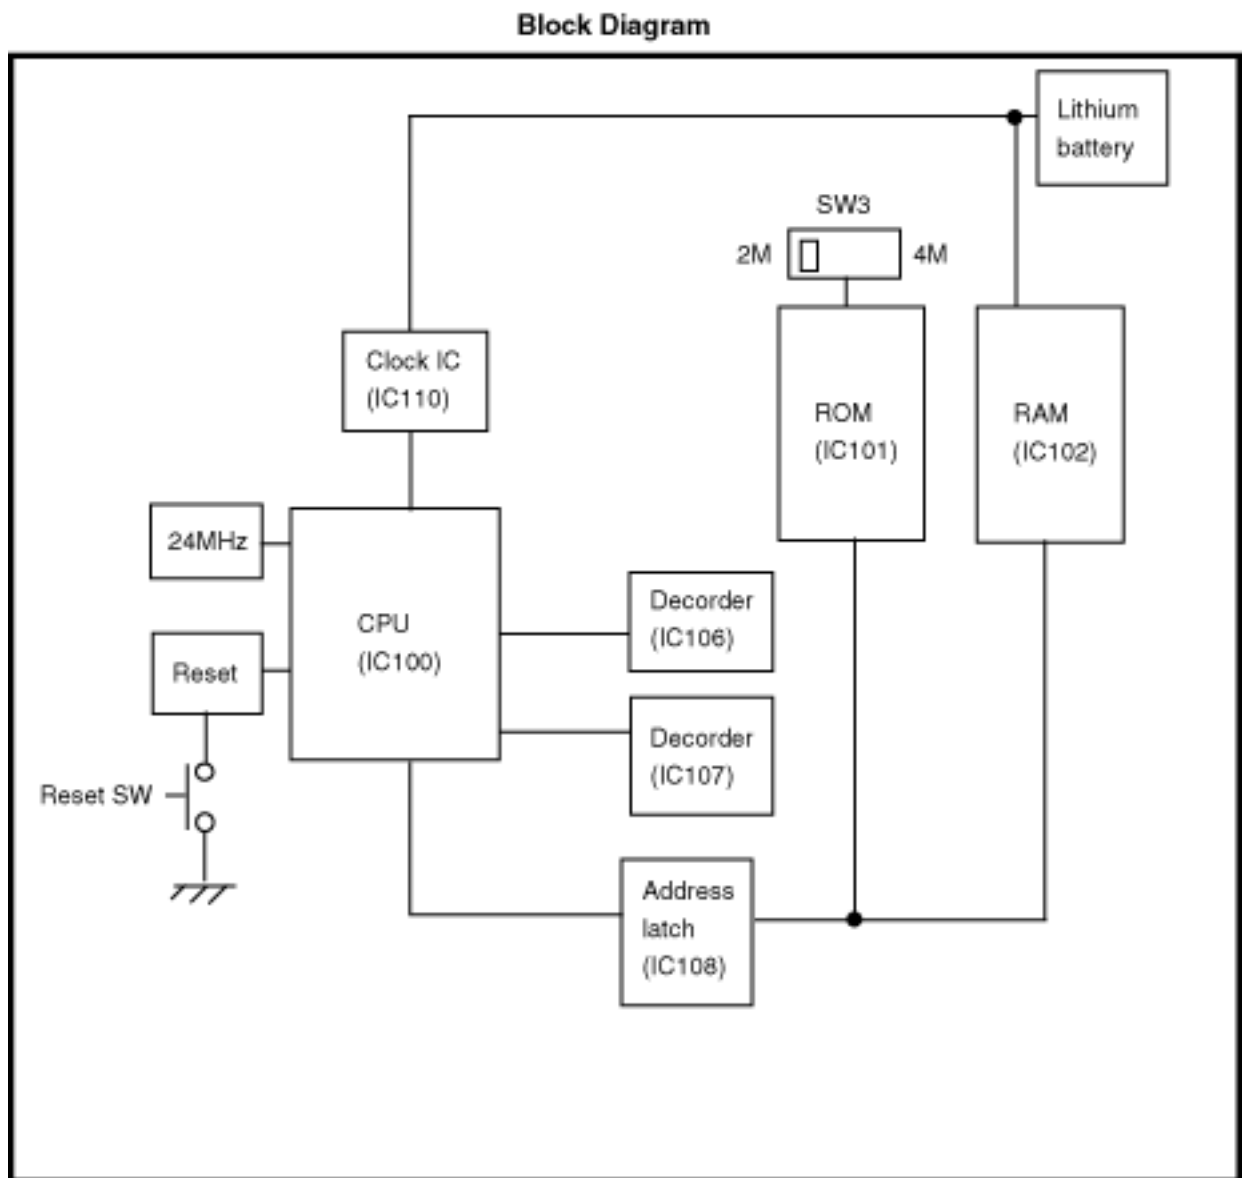 Block Diagram
Lithium
battery
SW3
2M
4M
Clock IC
(IC110)
ROM
(IC101)
RAM
(IC102)
24MHz
CPU
(IC100)
Decorder
(IC106)
Reset
Decorder
(IC107)
Reset SW
Address
latch
(IC108)